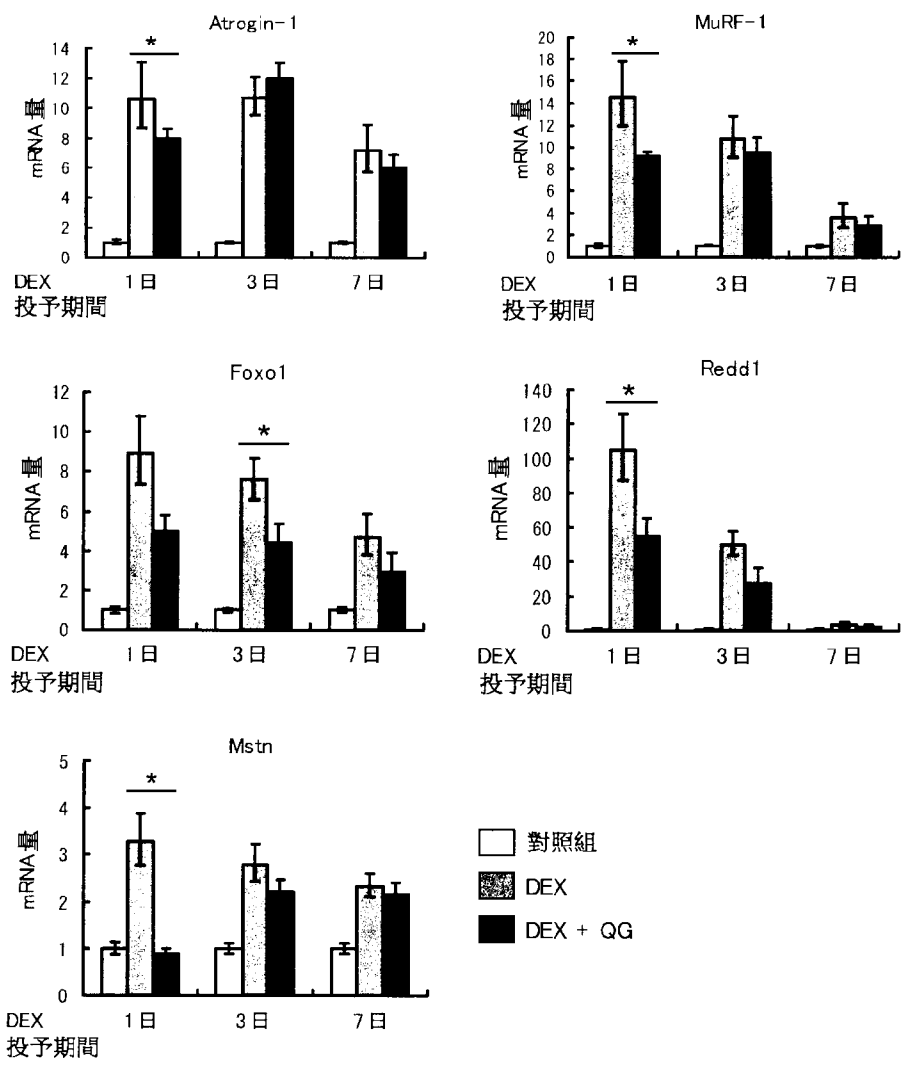 Atrogin-1
mRNA量
14
12
10
8
6
4
2
0
*
DEX 1日 3日 7日
投予期間
MuRF-1
mRNA量
20
18
16
14
12
10
8
6
4
2
0
*
DEX 1日 3日 7日
投予期間
Foxo1
mRNA量
12
10
8
6
4
2
0
*
DEX 1日 3日 7日
投予期間
Redd1
mRNA量
140
120
100
80
60
40
20
0
*
DEX 1日 3日 7日
投予期間
Mstn
mRNA量
5
4
3
2
1
0
*
DEX 1日 3日 7日
投予期間
對照組
DEX
DEX + QG